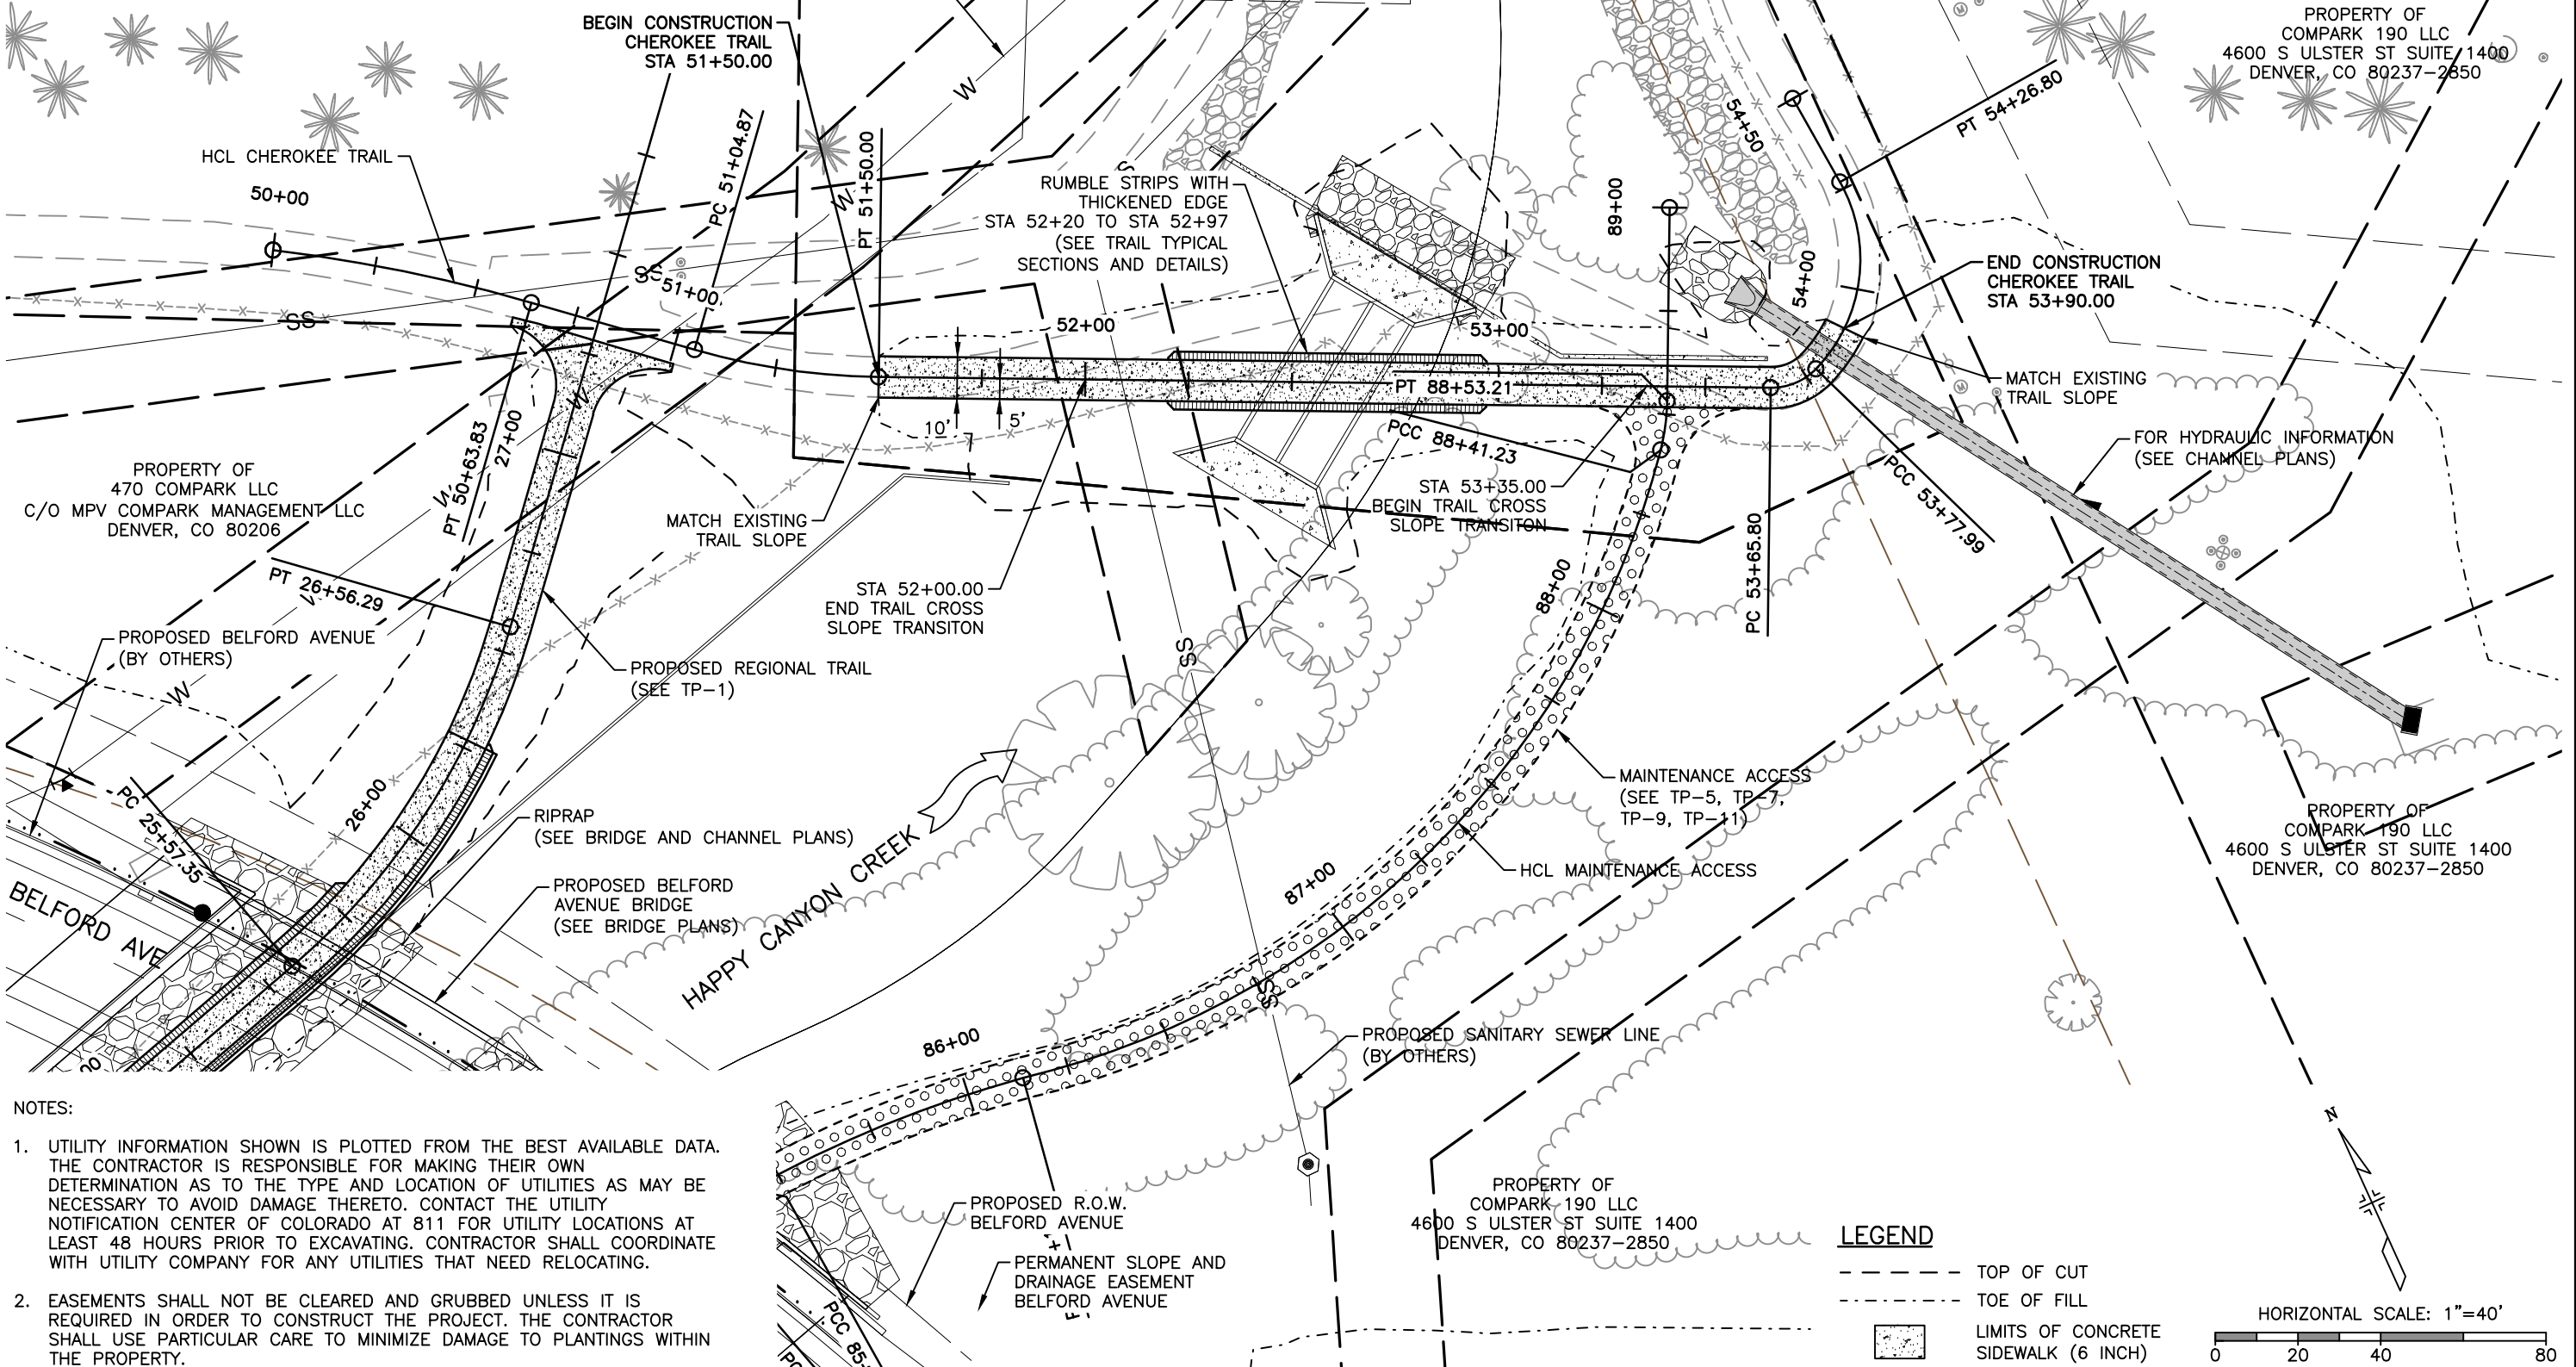 BEGIN CONSTRUCTION
CHEROKEE TRAIL
STA 51+50.00
PROPERTY OF
COMPARK 190 LLC
4600 S ULSTER ST SUITE 1400
DENVER, CO 80237-2850
HCL CHEROKEE TRAIL
50+00
PC 51+04.87
PT 51+50.00
W
W
S
RUMBLE STRIPS WITH
THICKENED EDGE
STA 52+20 TO STA 52+97
(SEE TRAIL TYPICAL
SECTIONS AND DETAILS)
89+00
54+50
PT 54+26.80
54+00
END CONSTRUCTION
CHEROKEE TRAIL
STA 53+90.00
SS
SS
51+00
52+00
53+00
PT 88+53.21
PCC 88+41.23
10'
5'
MATCH EXISTING
TRAIL SLOPE
FOR HYDRAULIC INFORMATION
(SEE CHANNEL PLANS)
PCC 53+77.99
PC 53+65.80
STA 53+35.00
BEGIN TRAIL CROSS
SLOPE TRANSITON
W
PT 50+63.83
27+00
W
PROPERTY OF
470 COMPARK LLC
C/O MPV COMPARK MANAGEMENT LLC
DENVER, CO 80206
MATCH EXISTING
TRAIL SLOPE
STA 52+00.00
END TRAIL CROSS
SLOPE TRANSITON
PT 26+56.29
PROPOSED BELFORD AVENUE
(BY OTHERS)
W
PROPOSED REGIONAL TRAIL
(SEE TP-1)
SS
88+00
26+00
PC 25+57.35
RIPRAP
(SEE BRIDGE AND CHANNEL PLANS)
PROPOSED BELFORD
AVENUE BRIDGE
(SEE BRIDGE PLANS)
BELFORD AVE
HAPPY CANYON CREEK
MAINTENANCE ACCESS
(SEE TP-5, TP-7,
TP-9, TP-11)
HCL MAINTENANCE ACCESS
87+00
SS
86+00
PROPOSED SANITARY SEWER LINE
(BY OTHERS)
PROPERTY OF
COMPARK 190 LLC
4600 S ULSTER ST SUITE 1400
DENVER, CO 80237-2850
NOTES:
1. UTILITY INFORMATION SHOWN IS PLOTTED FROM THE BEST AVAILABLE DATA.
THE CONTRACTOR IS RESPONSIBLE FOR MAKING THEIR OWN
DETERMINATION AS TO THE TYPE AND LOCATION OF UTILITIES AS MAY BE
NECESSARY TO AVOID DAMAGE THERETO. CONTACT THE UTILITY
NOTIFICATION CENTER OF COLORADO AT 811 FOR UTILITY LOCATIONS AT
LEAST 48 HOURS PRIOR TO EXCAVATING. CONTRACTOR SHALL COORDINATE
WITH UTILITY COMPANY FOR ANY UTILITIES THAT NEED RELOCATING.
2. EASEMENTS SHALL NOT BE CLEARED AND GRUBBED UNLESS IT IS
REQUIRED IN ORDER TO CONSTRUCT THE PROJECT. THE CONTRACTOR
SHALL USE PARTICULAR CARE TO MINIMIZE DAMAGE TO PLANTINGS WITHIN
THE PROPERTY.
PROPOSED R.O.W.
BELFORD AVENUE
PERMANENT SLOPE AND
DRAINAGE EASEMENT
BELFORD AVENUE
PROPERTY OF
COMPARK 190 LLC
4600 S ULSTER ST SUITE 1400
DENVER, CO 80237-2850
N
LEGEND
TOP OF CUT
TOE OF FILL
LIMITS OF CONCRETE
SIDEWALK (6 INCH)
HORIZONTAL SCALE: 1"=40'
0 20 40 80